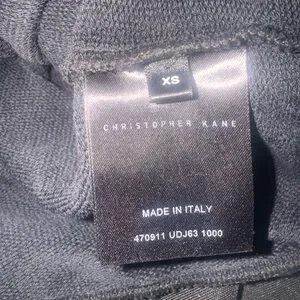 XS
CHRISTOPHER KANE
MADE IN ITALY
470911 UDJ63 1000